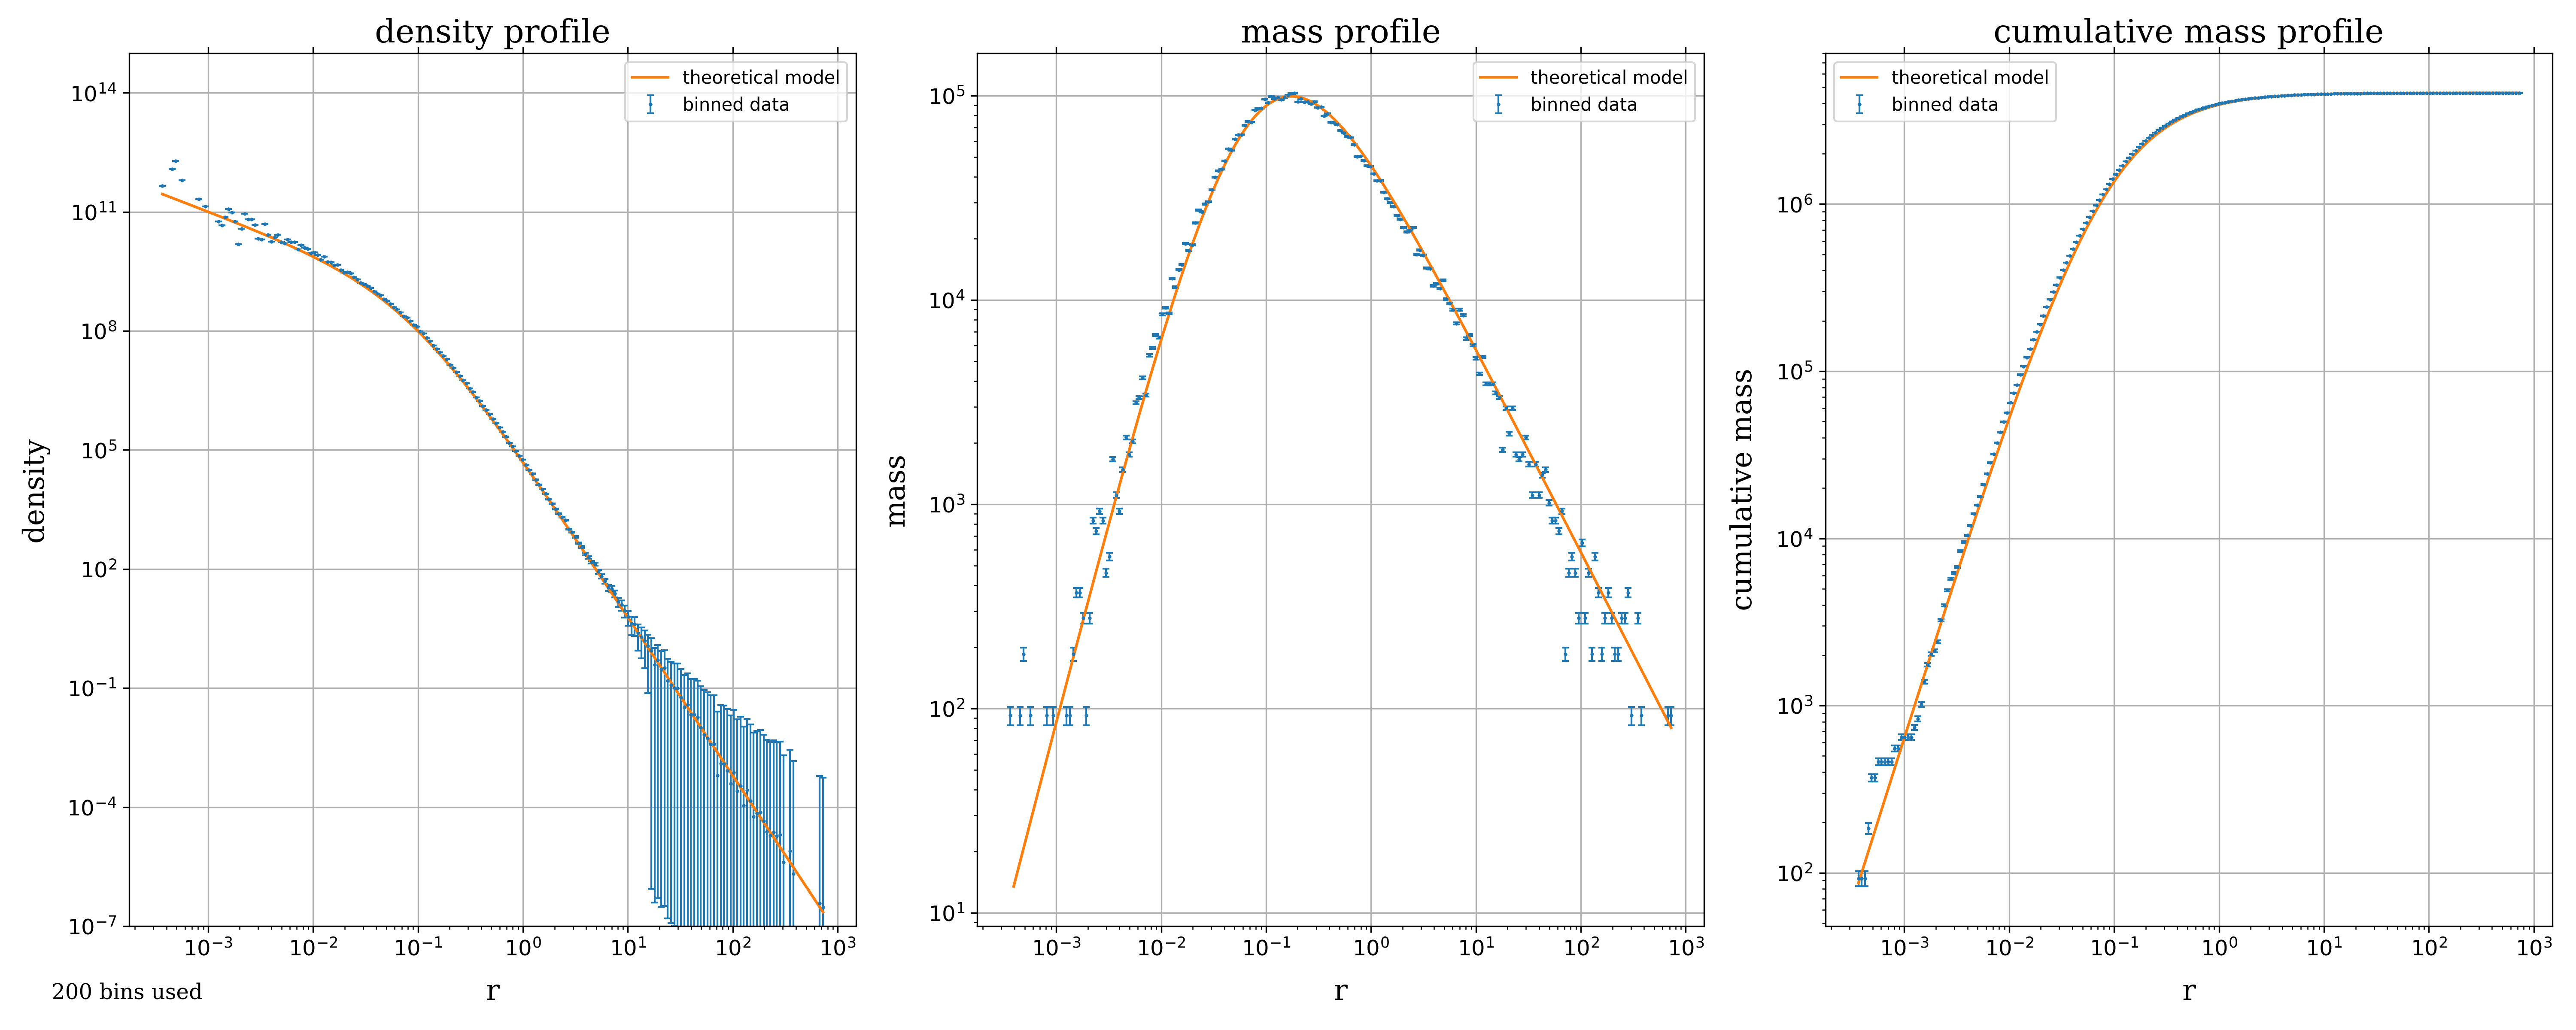 density profile
theoretical model
binned data
density
10^14
10^11
10^8
10^5
10^2
10^-1
10^-4
10^-7
10^-3 10^-2 10^-1 10^0 10^1 10^2 10^3
r
200 bins used
mass profile
theoretical model
binned data
mass
10^5
10^4
10^3
10^2
10^1
10^-3 10^-2 10^-1 10^0 10^1 10^2 10^3
r
cumulative mass profile
theoretical model
binned data
cumulative mass
10^6
10^5
10^4
10^3
10^2
10^-3 10^-2 10^-1 10^0 10^1 10^2 10^3
r